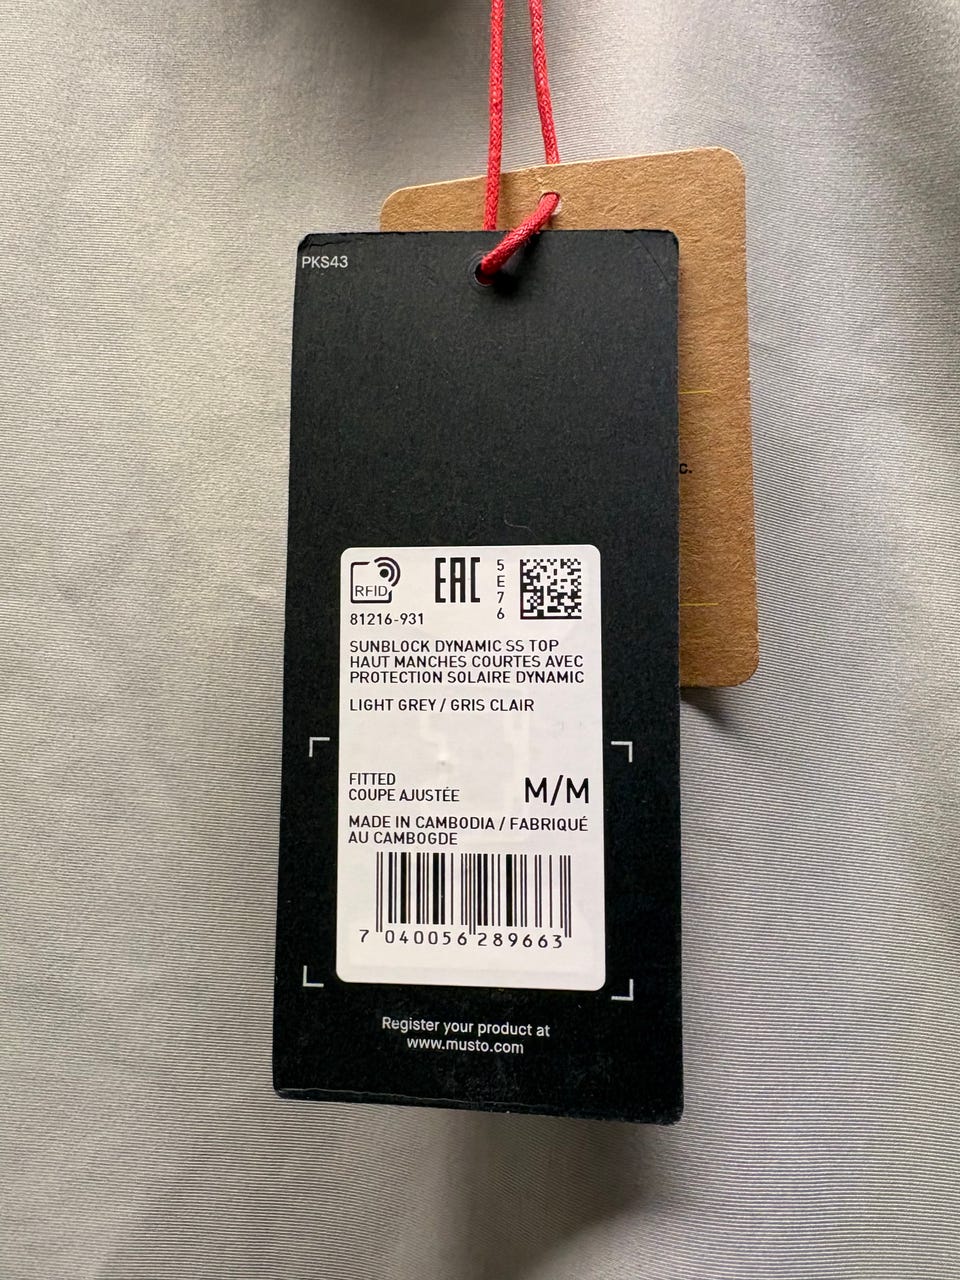 PKS43
c.
RFID
EAC
5
E
7
6
81216-931
SUNBLOCK DYNAMIC SS TOP
HAUT MANCHES COURTES AVEC
PROTECTION SOLAIRE DYNAMIC
LIGHT GREY / GRIS CLAIR
FITTED
COUPE AJUSTÉE
M/M
MADE IN CAMBODIA / FABRIQUÉ
AU CAMBOGDE
7 040056 289663
Register your product at
www.musto.com